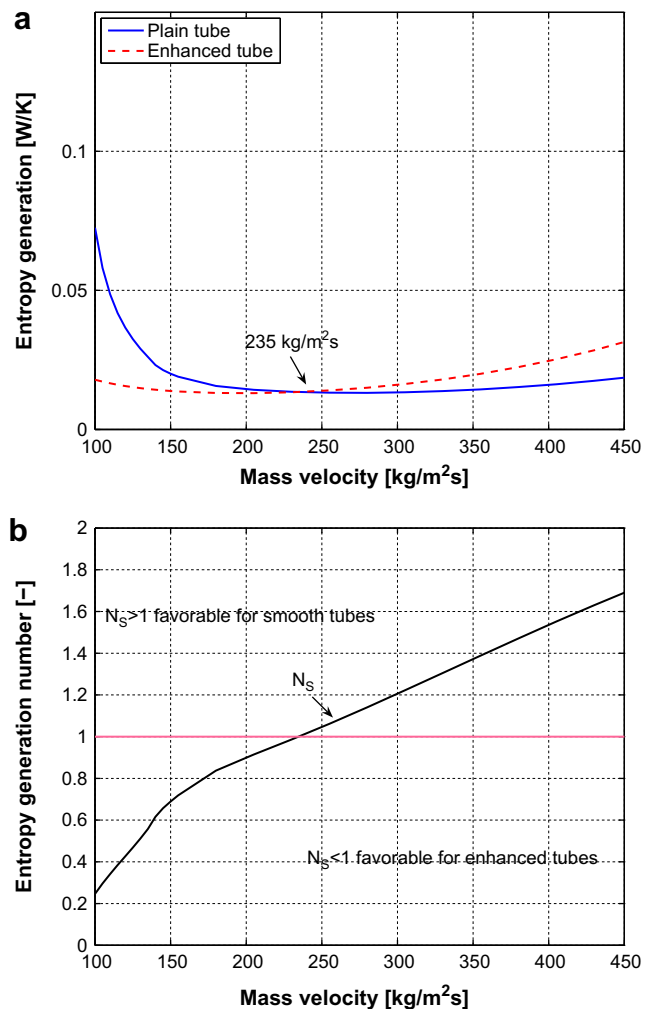 a
Plain tube
Enhanced tube
Entropy generation [W/K]
0.1
0.05
0
235 kg/m²s
100 150 200 250 300 350 400 450
Mass velocity [kg/m²s]
b
Entropy generation number [–]
2
1.8
1.6
1.4
1.2
1
0.8
0.6
0.4
0.2
0
N_S>1 favorable for smooth tubes
N_S
N_S<1 favorable for enhanced tubes
100 150 200 250 300 350 400 450
Mass velocity [kg/m²s]